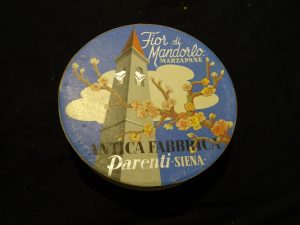 Fior di
Mandorlo
MARZAPANE
ANTICA FABBRICA
Parenti-SIENA-